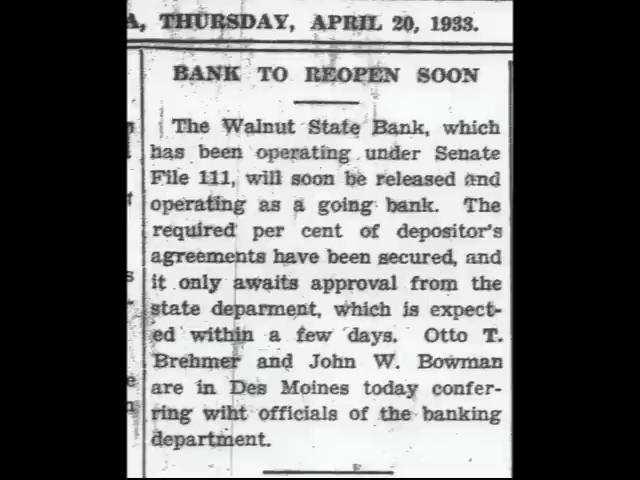 A, THURSDAY, APRIL 20, 1933.
BANK TO REOPEN SOON
The Walnut State Bank, which
has been operating under Senate
File 111, will soon be released and
operating as a going bank. The
required per cent of depositor's
agreements have been secured, and
it only awaits approval from the
state deparment, which is expect-
ed within a few days. Otto T.
Brehmer and John W. Bowman
are in Des Moines today confer-
ring wiht officials of the banking
department.